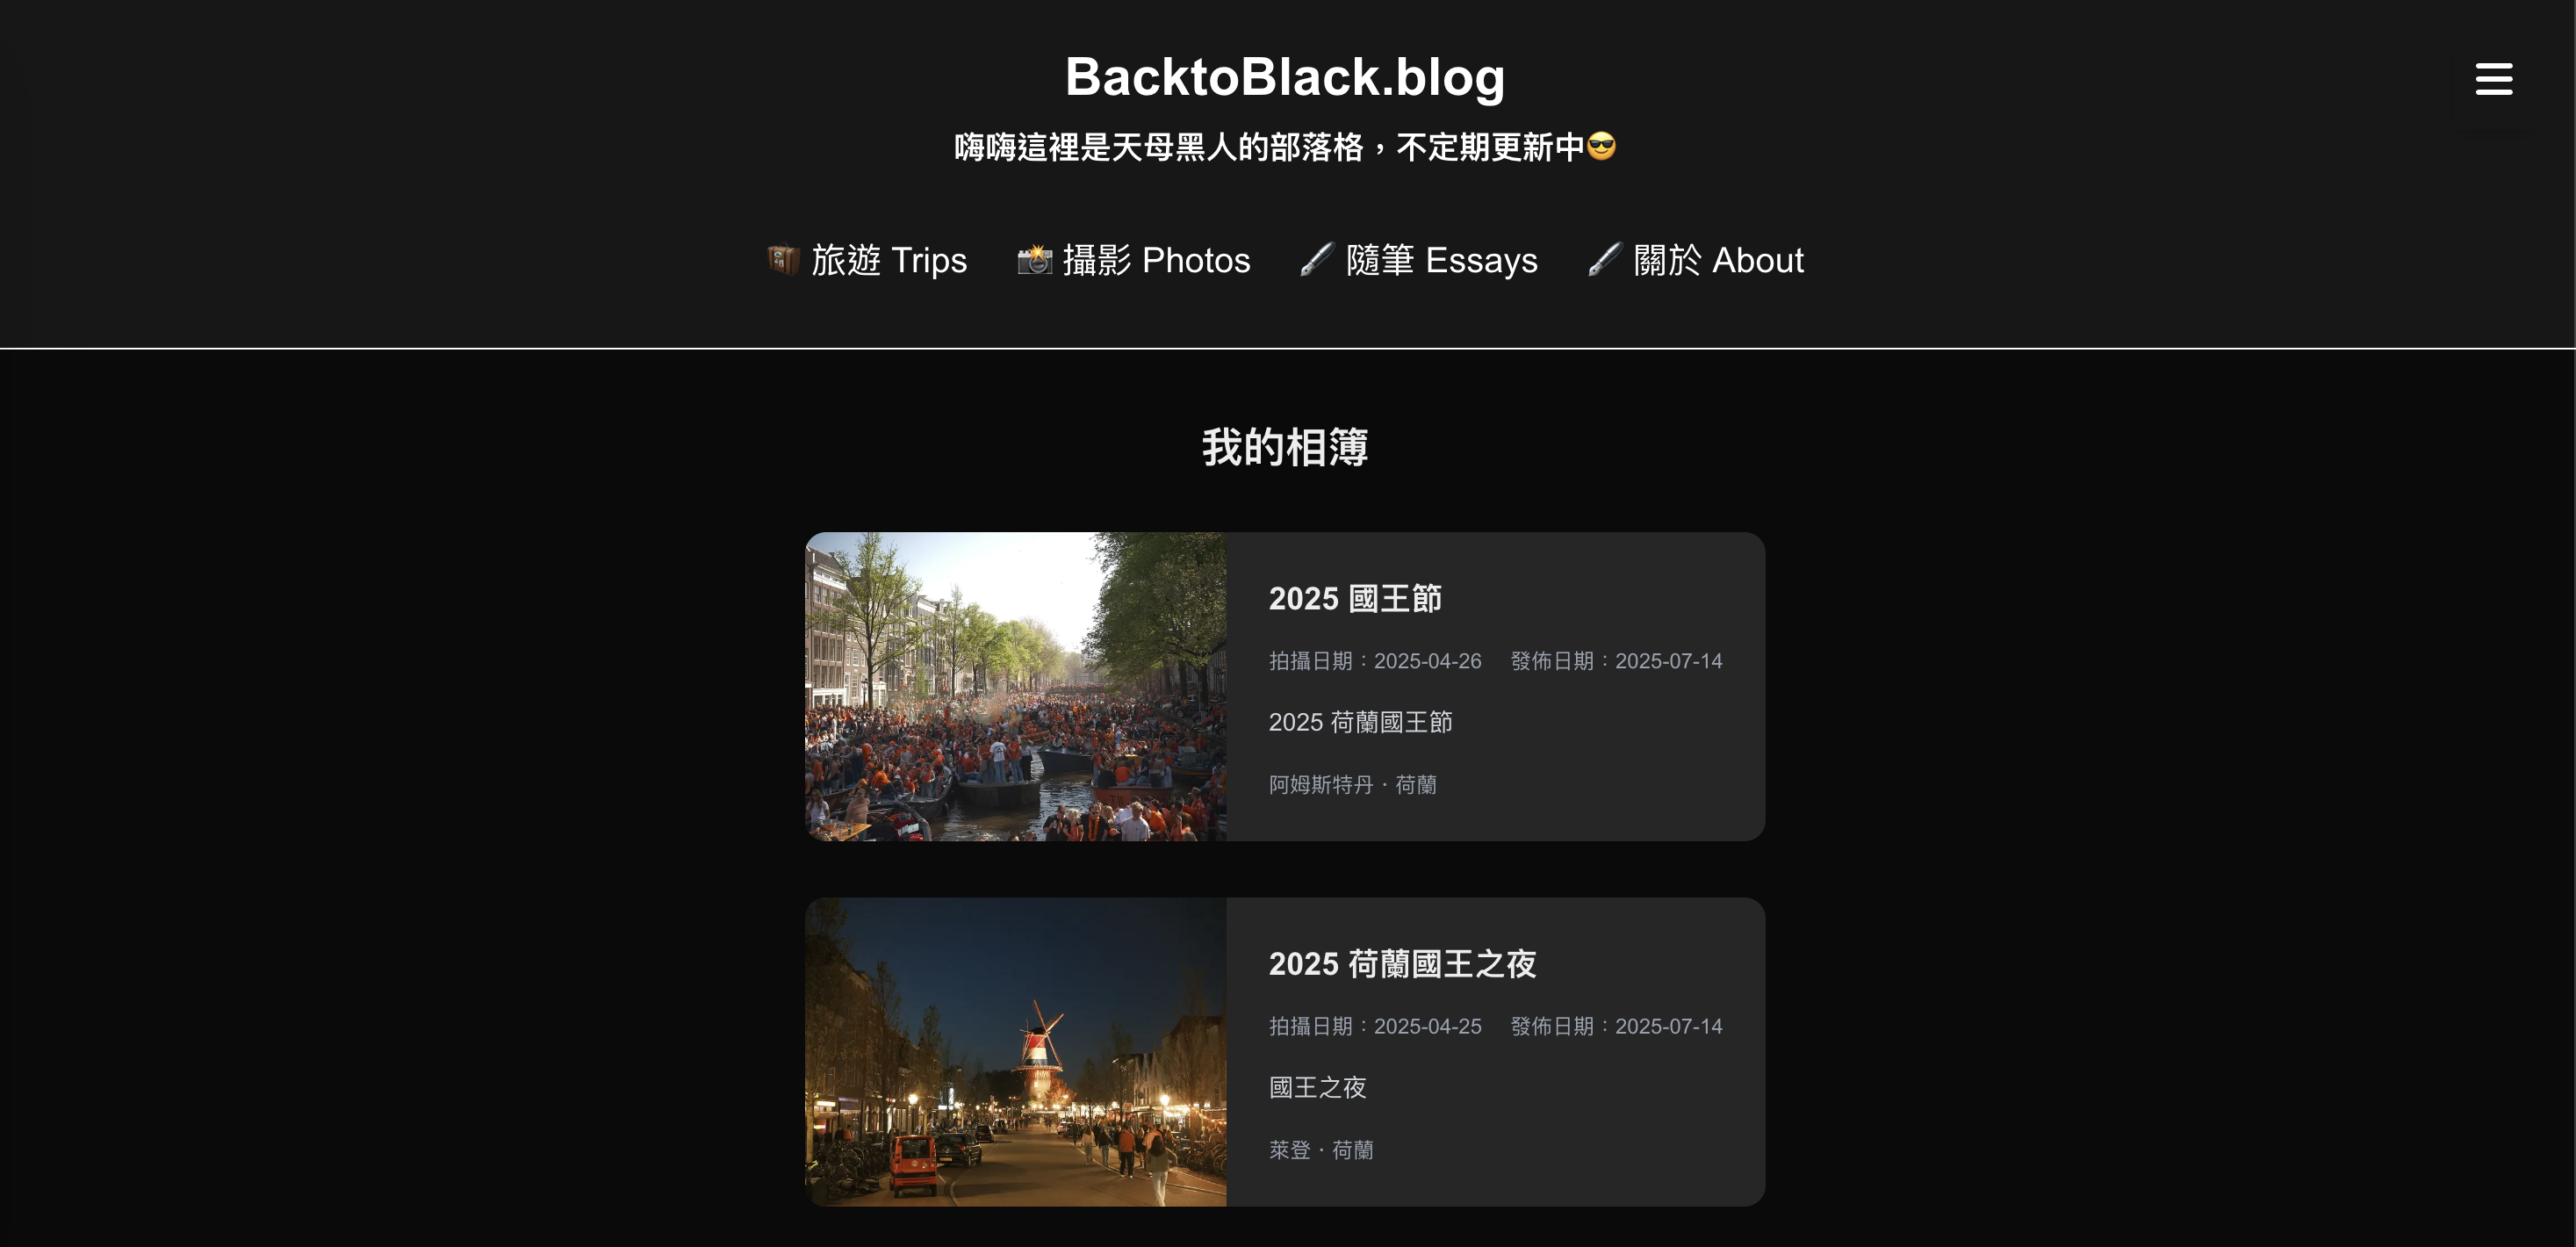 BacktoBlack.blog
嗨嗨這裡是天母黑人的部落格，不定期更新中😎
旅遊 Trips 攝影 Photos 隨筆 Essays 關於 About
我的相簿
2025 國王節
拍攝日期：2025-04-26 發佈日期：2025-07-14
2025 荷蘭國王節
阿姆斯特丹．荷蘭
2025 荷蘭國王之夜
拍攝日期：2025-04-25 發佈日期：2025-07-14
國王之夜
萊登．荷蘭